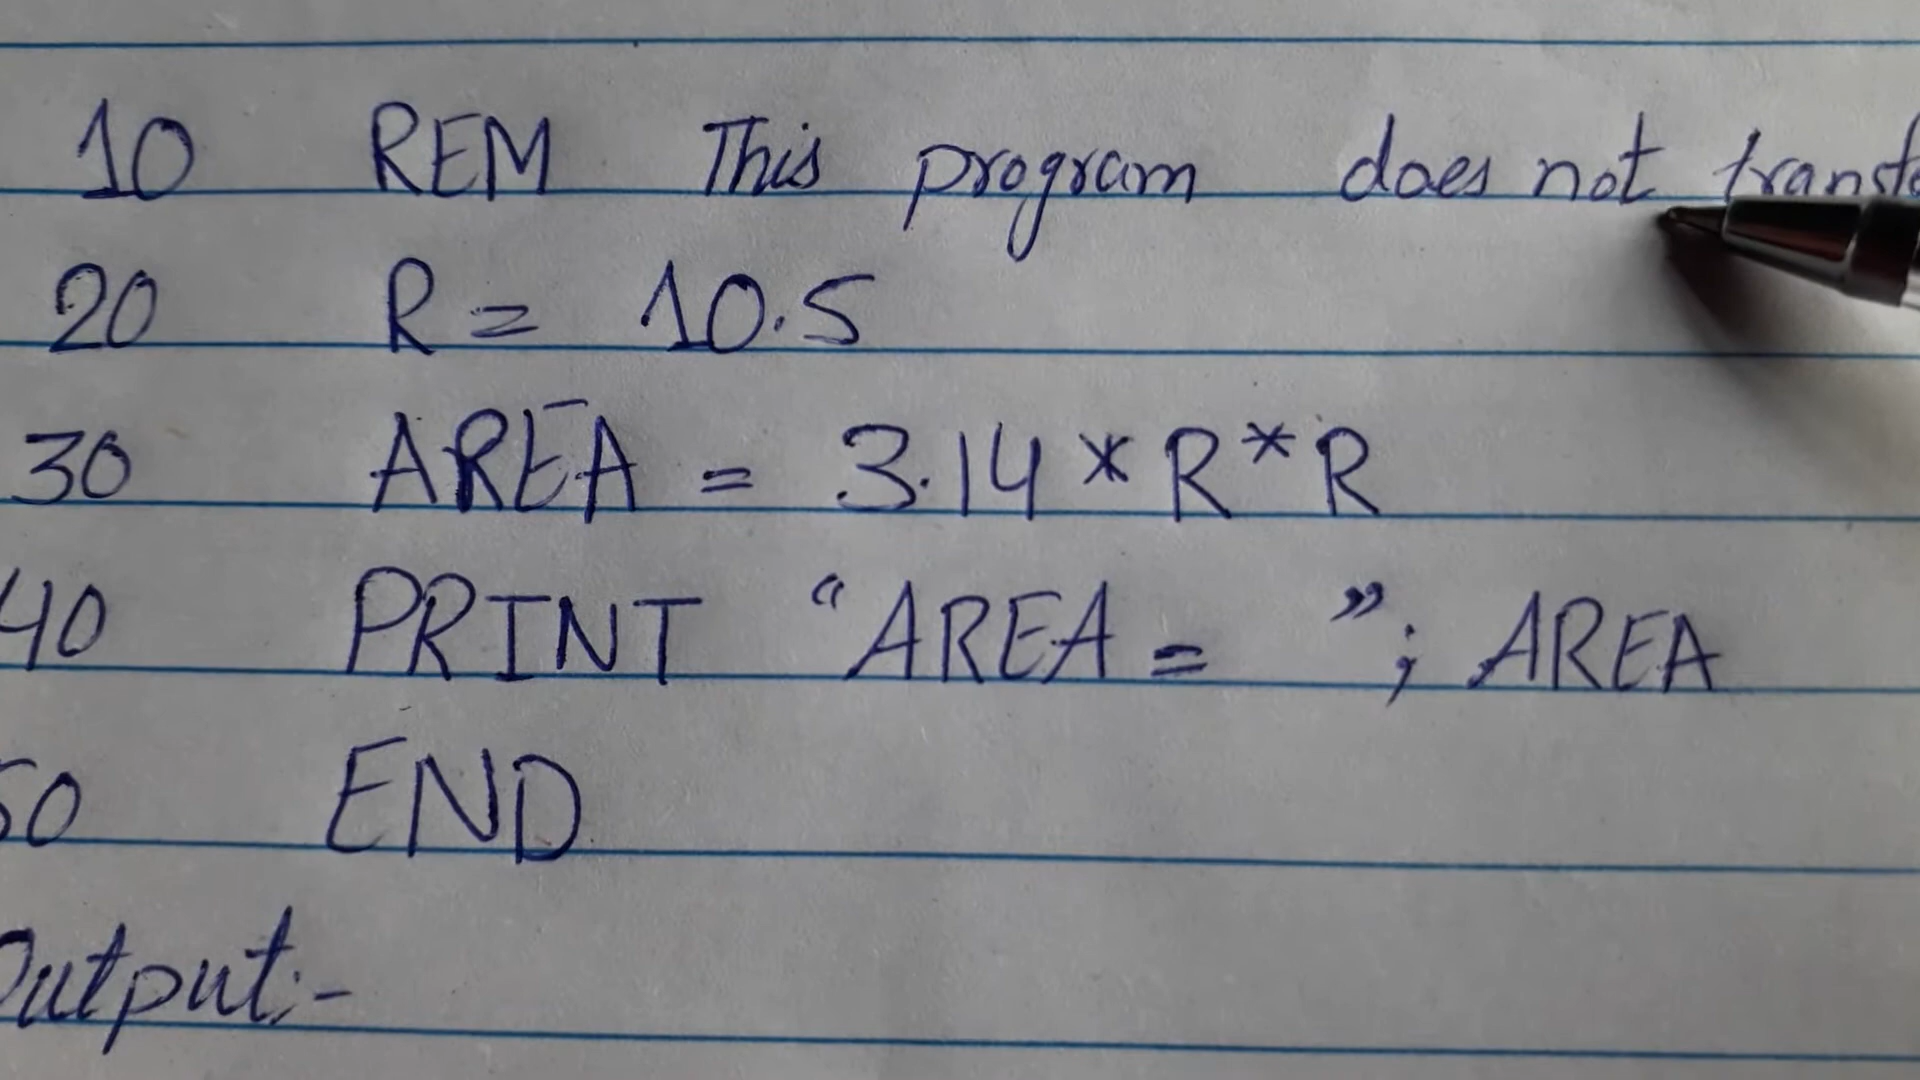 10 REM This program does not
20 R = 10.5
30 AREA = 3.14 * R * R
40 PRINT “AREA = ”; AREA
50 END
Output:-